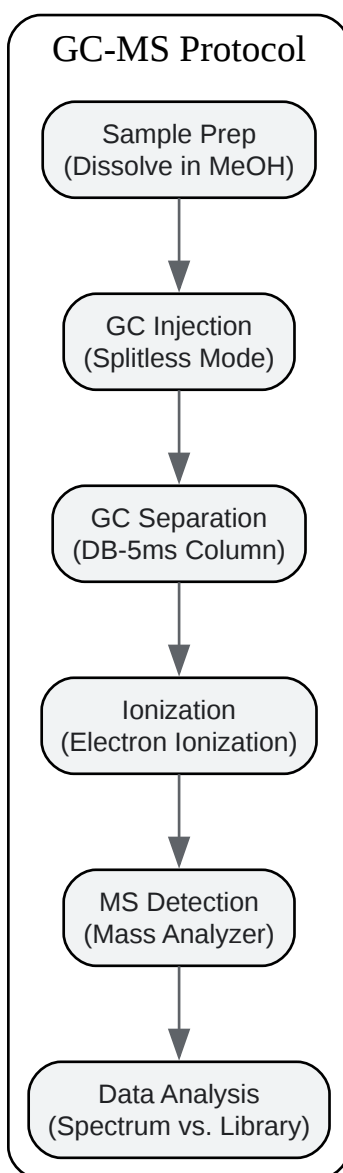 GC-MS Protocol
Sample Prep
(Dissolve in MeOH)
GC Injection
(Splitless Mode)
GC Separation
(DB-5ms Column)
Ionization
(Electron Ionization)
MS Detection
(Mass Analyzer)
Data Analysis
(Spectrum vs. Library)